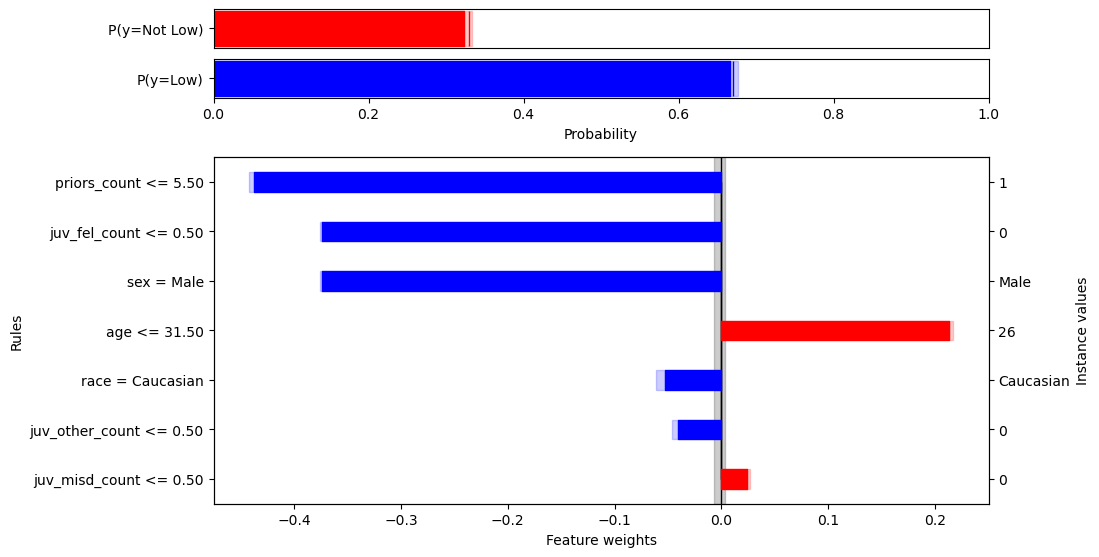 P(y=Not Low)
P(y=Low)
0.0 0.2 0.4 0.6 0.8 1.0
Probability
Rules
priors_count <= 5.50 1
juv_fel_count <= 0.50 0
sex = Male Male
age <= 31.50 26
race = Caucasian Caucasian
juv_other_count <= 0.50 0
juv_misd_count <= 0.50 0
Instance values
−0.4 −0.3 −0.2 −0.1 0.0 0.1 0.2
Feature weights